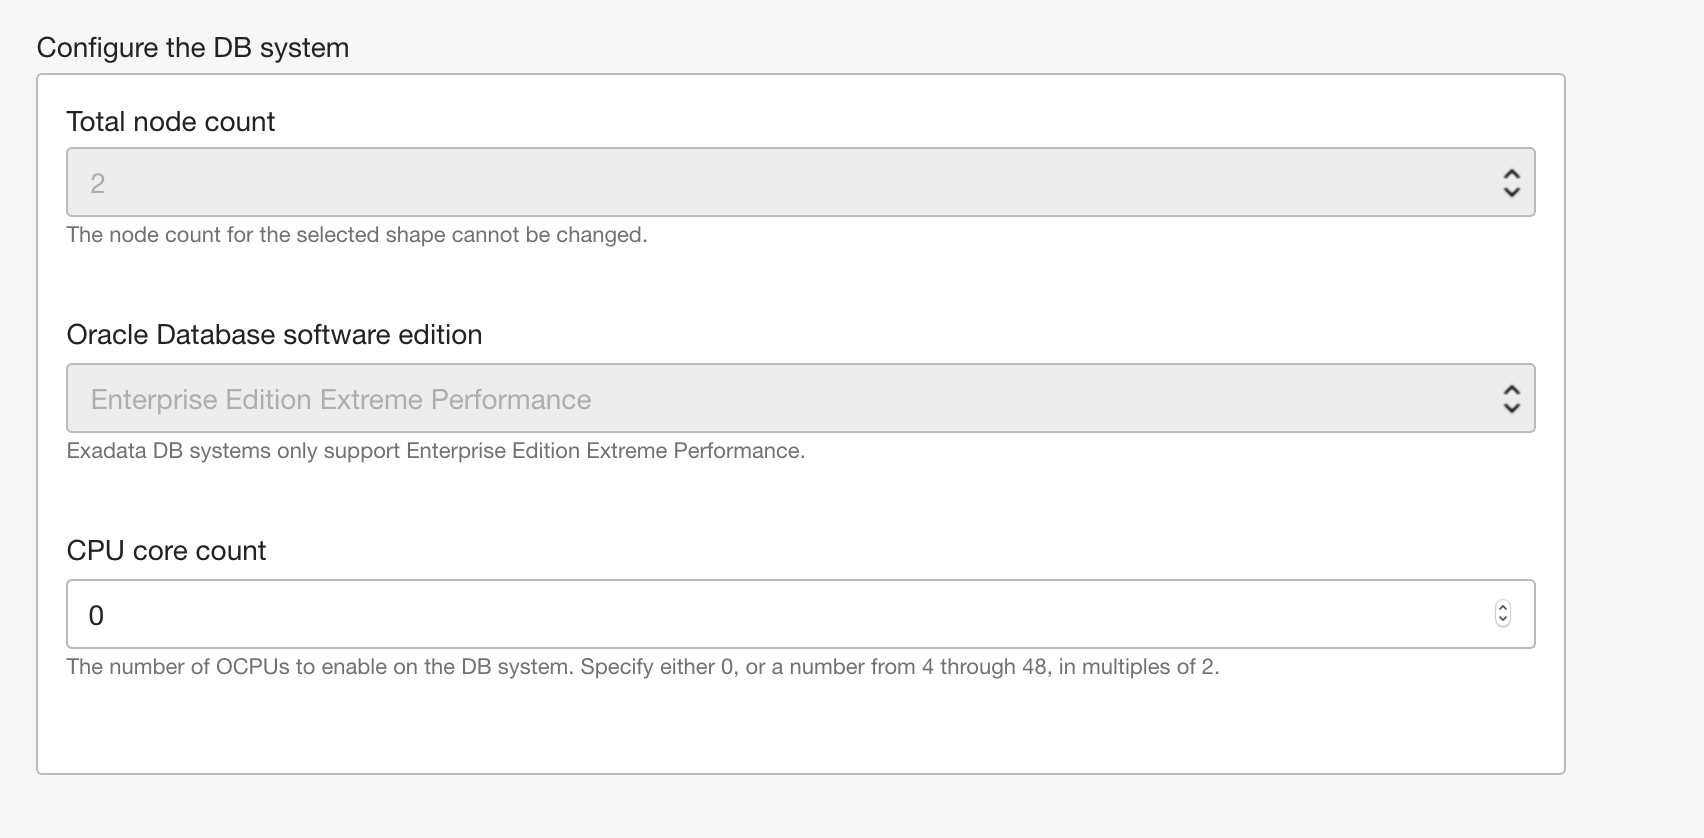 Configure the DB system
Total node count
2
The node count for the selected shape cannot be changed.
Oracle Database software edition
Enterprise Edition Extreme Performance
Exadata DB systems only support Enterprise Edition Extreme Performance.
CPU core count
0
The number of OCPUs to enable on the DB system. Specify either 0, or a number from 4 through 48, in multiples of 2.